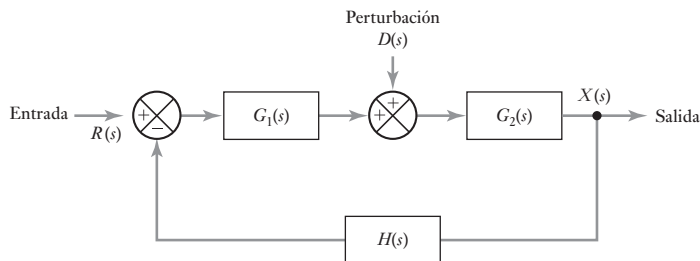 Perturbación
D(s)
Entrada
R(s)
+
−
G₁(s)
+
+
G₂(s)
X(s)
Salida
H(s)